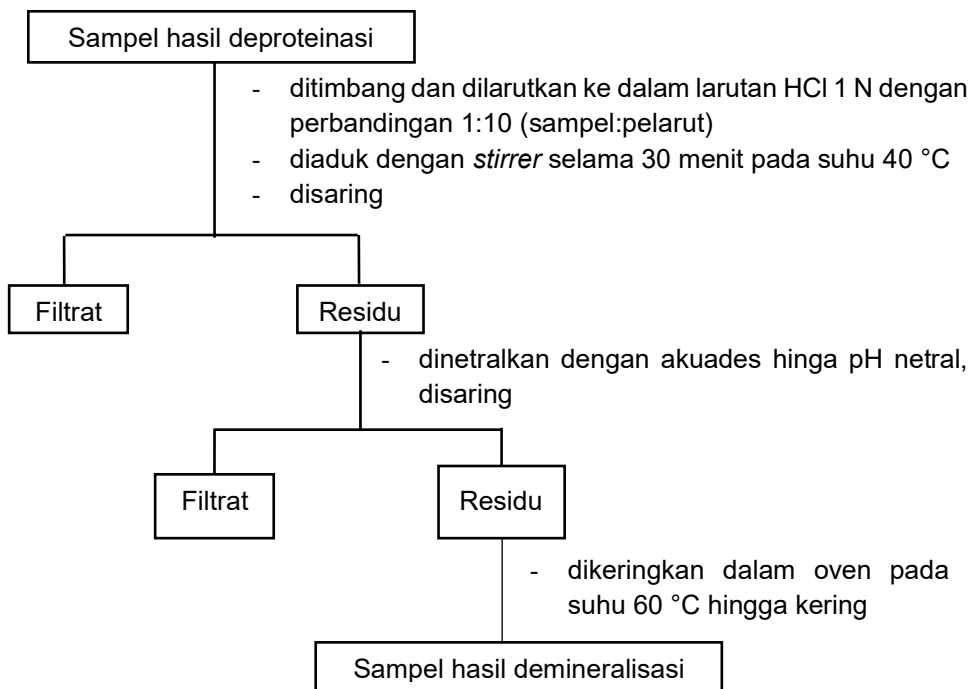 Sampel hasil deproteinasi
- ditimbang dan dilarutkan ke dalam larutan HCl 1 N dengan
perbandingan 1:10 (sampel:pelarut)
- diaduk dengan stirrer selama 30 menit pada suhu 40 °C
- disaring
Filtrat
Residu
- dinetralkan dengan akuades hingga pH netral,
disaring
Filtrat
Residu
- dikeringkan dalam oven pada
suhu 60 °C hingga kering
Sampel hasil demineralisasi